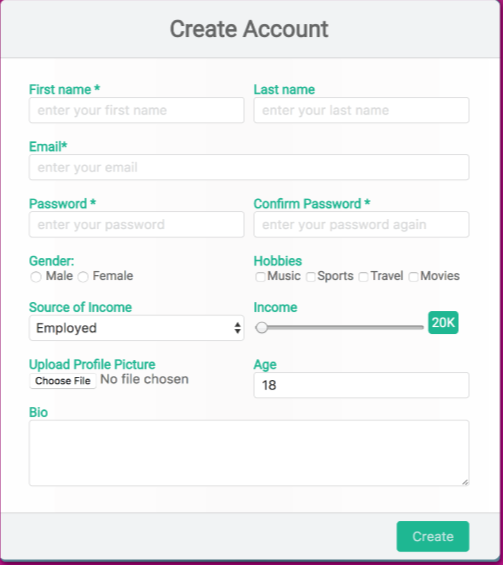 Create Account
First name * Last name
enter your first name enter your last name
Email*
enter your email
Password * Confirm Password *
enter your password enter your password again
Gender: Hobbies
Male Female Music Sports Travel Movies
Source of Income Income
Employed 20K
Upload Profile Picture Age
Choose File No file chosen 18
Bio
Create